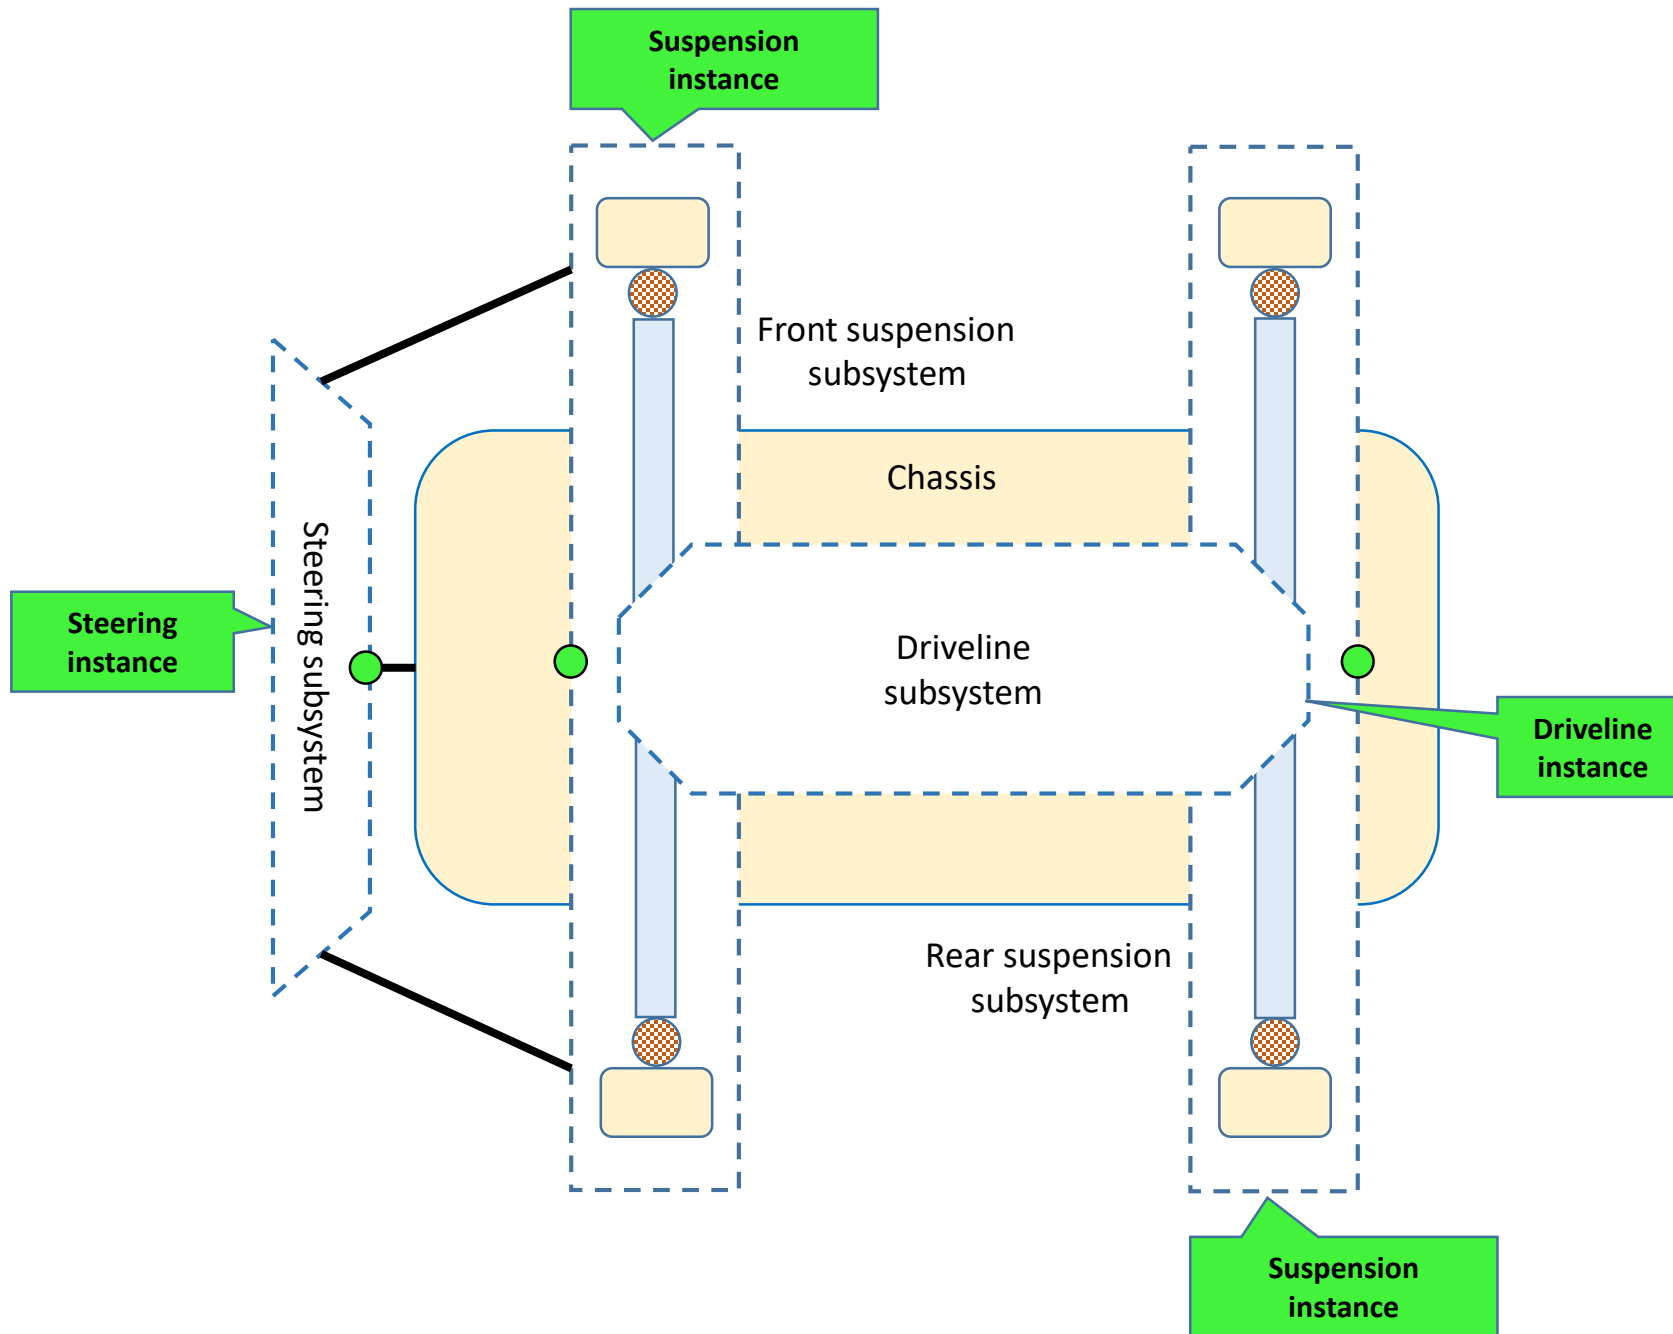 Suspension
instance
Front suspension
subsystem
Chassis
Steering subsystem
Steering
instance
Driveline
subsystem
Driveline
instance
Rear suspension
subsystem
Suspension
instance